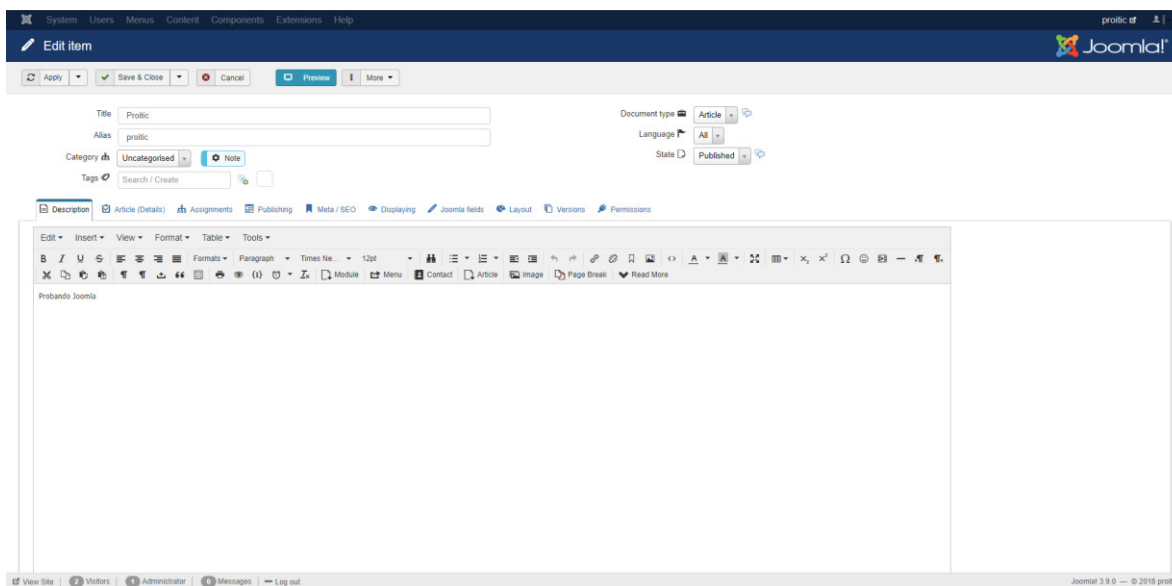 System Users Menus Content Components Extensions Help proitic
Edit item Joomla!
Apply Save & Close Cancel Preview More
Title Proitic Document type Article
Alias proitic Language All
Category Uncategorised Note State Published
Tags Search / Create
Description Article (Details) Assignments Publishing Meta / SEO Displaying Joomla fields Layout Versions Permissions
Edit Insert View Format Table Tools
B I U S Formats Paragraph Times Ne... 12pt
Module Menu Contact Article Image Page Break Read More
Probando Joomla
View Site 2 Visitors 1 Administrator 0 Messages Log out Joomla! 3.9.0 — © 2018